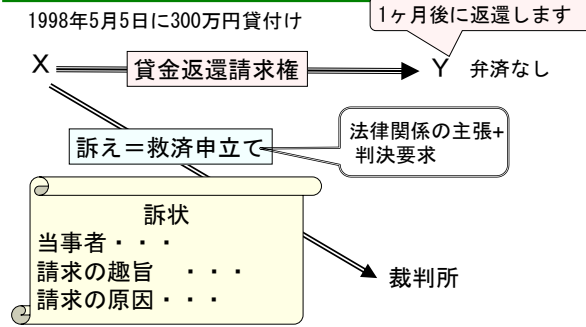 1998年5月5日に300万円貸付け
1ヶ月後に返還します
X
貸金返還請求権
Y
弁済なし
訴え＝救済申立て
法律関係の主張+
判決要求
訴状
当事者・・・
請求の趣旨　・・・
請求の原因・・・
裁判所